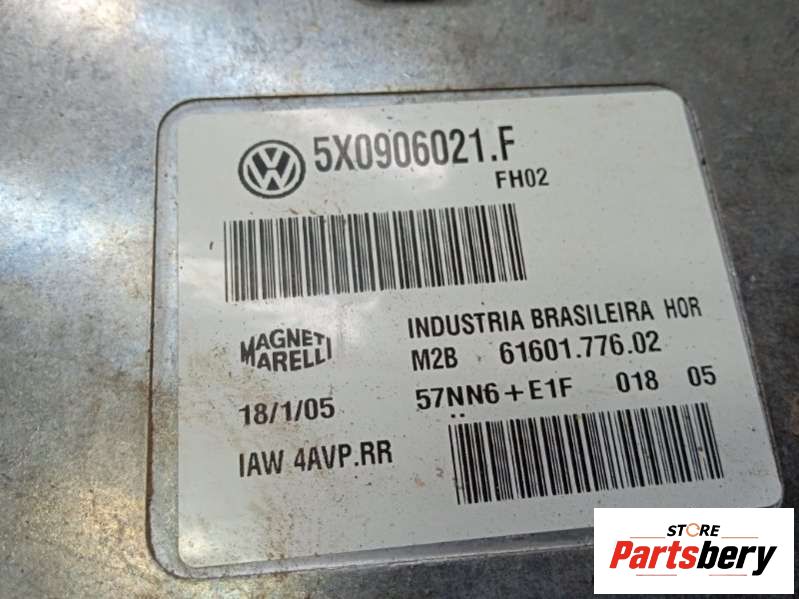 VW 5X0906021.F
FH02
INDUSTRIA BRASILEIRA HOR
MAGNETI MARELLI
M2B 61601.776.02
18/1/05
57NN6+E1F 018 05
IAW 4AVP.RR
STORE
Partsbery